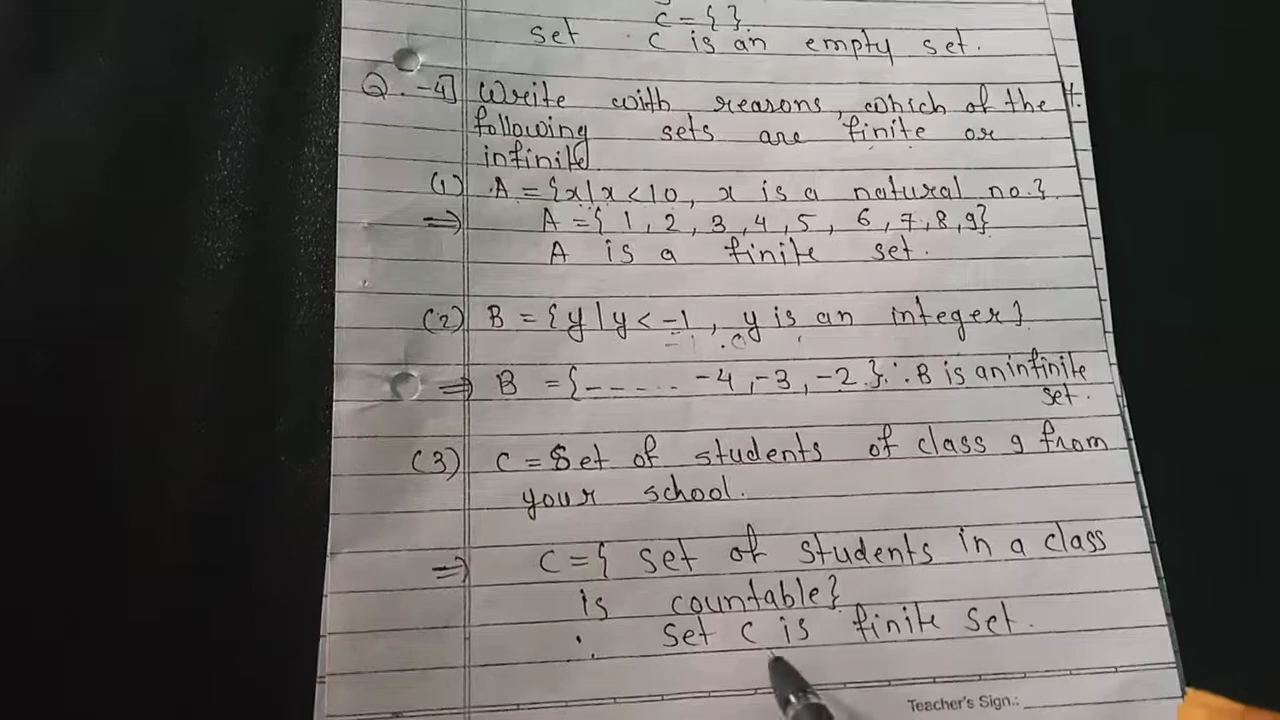 C = { }
set C is an empty set.
Q.-4] Write with reasons, which of the
following sets are finite or
infinite
(1) A = {x | x < 10, x is a natural no.}
⇒ A = { 1, 2, 3, 4, 5, 6, 7, 8, 9}
A is a finite set.
(2) B = {y | y < -1, y is an integer}
⇒ B = {------ -4, -3, -2.} ∴ B is an infinite
set.
(3) C = Set of students of class 9 from
your school.
⇒ C = { set of students in a class
is countable}
∴ Set C is finite set.
Teacher's Sign.: